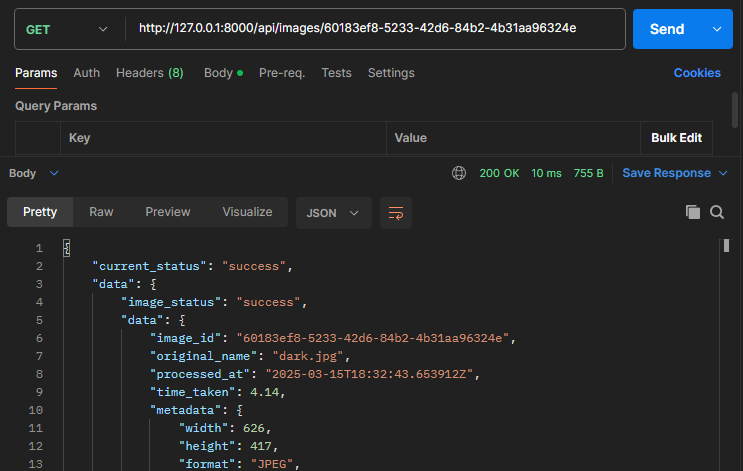 GET http://127.0.0.1:8000/api/images/60183ef8-5233-42d6-84b2-4b31aa96324e Send
Params Auth Headers (8) Body Pre-req. Tests Settings Cookies
Query Params
Key Value Bulk Edit
Body 200 OK 10 ms 755 B Save Response
Pretty Raw Preview Visualize JSON
1 {
2 "current_status": "success",
3 "data": {
4 "image_status": "success",
5 "data": {
6 "image_id": "60183ef8-5233-42d6-84b2-4b31aa96324e",
7 "original_name": "dark.jpg",
8 "processed_at": "2025-03-15T18:32:43.653912Z",
9 "time_taken": 4.14,
10 "metadata": {
11 "width": 626,
12 "height": 417,
13 "format": "JPEG",